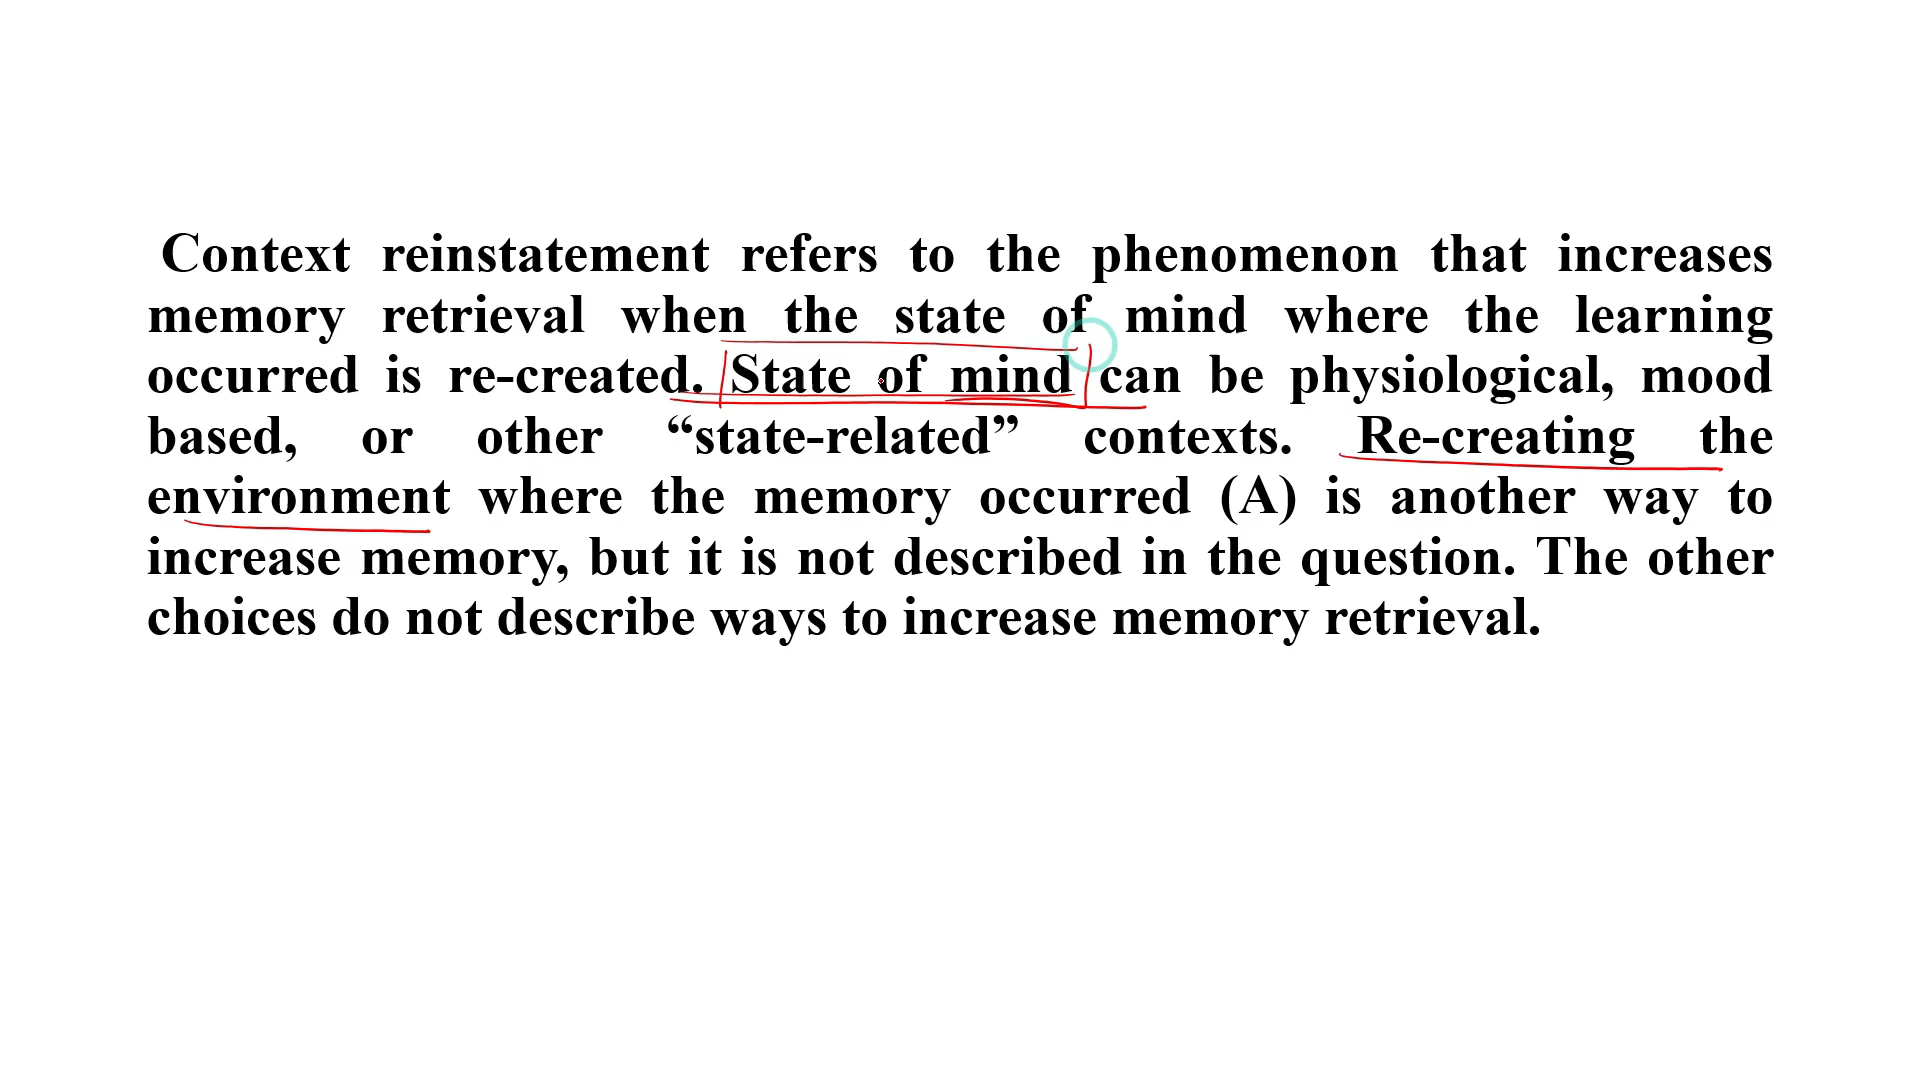 Context reinstatement refers to the phenomenon that increases
memory retrieval when the state of mind where the learning
occurred is re-created. State of mind can be physiological, mood
based, or other “state-related” contexts. Re-creating the
environment where the memory occurred (A) is another way to
increase memory, but it is not described in the question. The other
choices do not describe ways to increase memory retrieval.